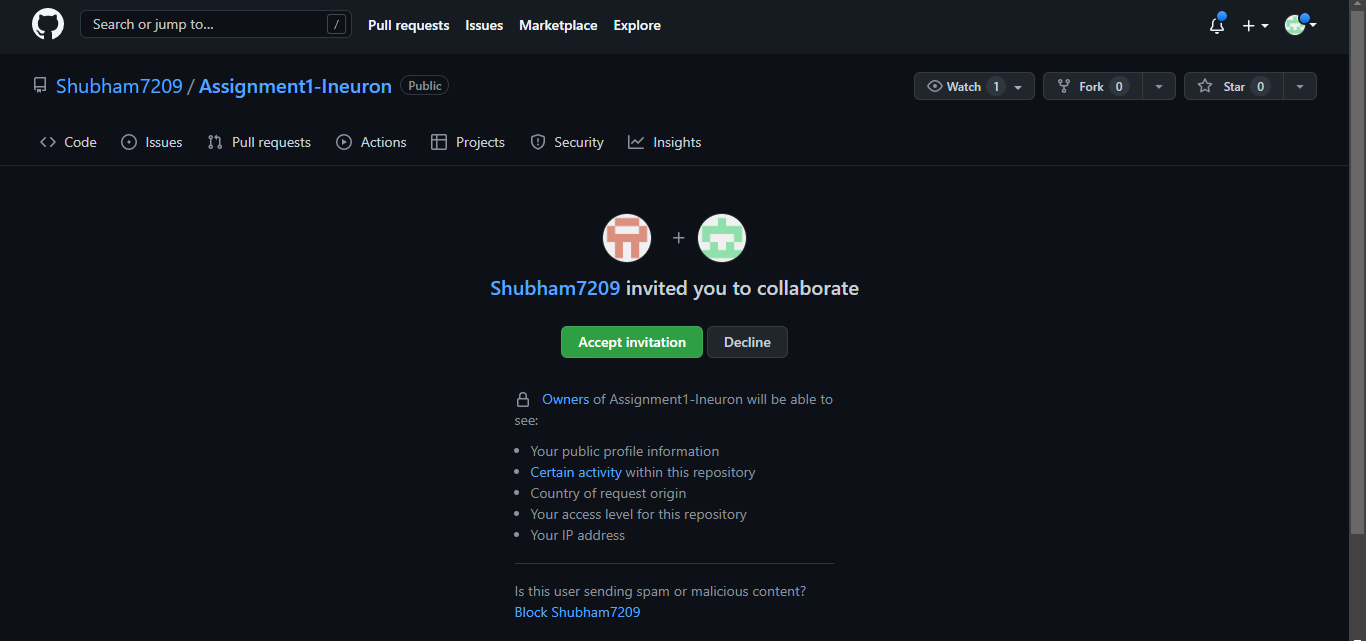 Search or jump to... /
Pull requests Issues Marketplace Explore
Shubham7209 / Assignment1-Ineuron Public
Watch 1 Fork 0 Star 0
Code Issues Pull requests Actions Projects Security Insights
+
Shubham7209 invited you to collaborate
Accept invitation Decline
Owners of Assignment1-Ineuron will be able to
see:
• Your public profile information
• Certain activity within this repository
• Country of request origin
• Your access level for this repository
• Your IP address
Is this user sending spam or malicious content?
Block Shubham7209